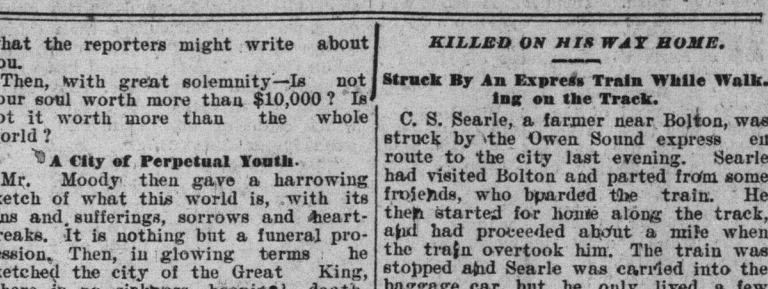 hat the reporters might write about
ou.
Then, with great solemnity—Is not
our soul worth more than $10,000? Is
ot it worth more than the whole
orld?
A City of Perpetual Youth.
Mr. Moody then gave a harrowing
ketch of what this world is, with its
ns and sufferings, sorrows and heart-
reaks. It is nothing but a funeral pro-
ession. Then, in glowing terms he
ketched the city of the Great King,
KILLED ON HIS WAY HOME.
Struck By An Express Train While Walk-
ing on the Track.
C. S. Searle, a farmer near Bolton, was
struck by the Owen Sound express en
route to the city last evening. Searle
had visited Bolton and parted from some
froiehds, who bparded the train. He
then started for home along the track,
and had proceeded about a mile when
the train overtook him. The train was
stopped and Searle was carried into the
baggage car, but he only lived a few